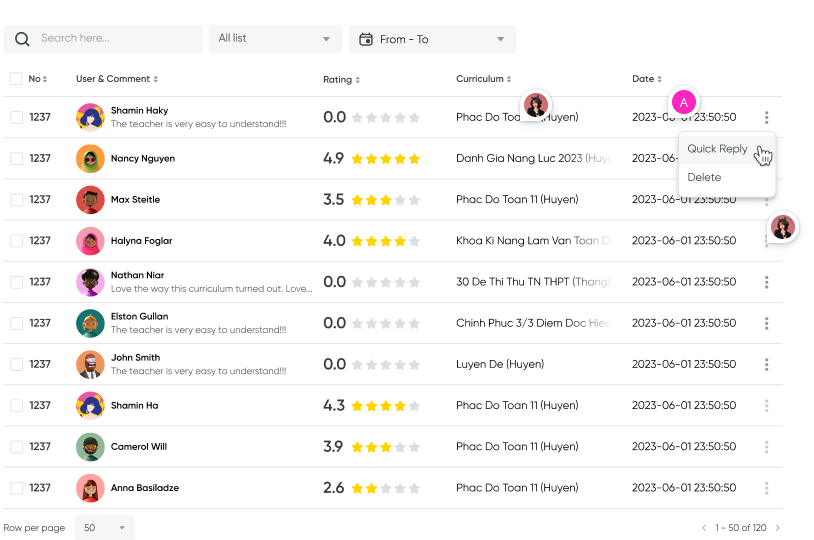 Search here...
All list
From - To
No
User & Comment
Rating
Curriculum
Date
1237
Shamin Haky
The teacher is very easy to understand!!!
0.0
Phac Do (Huyen)
A
2023-06-01 23:50:50
Quick Reply
Delete
1237
Nancy Nguyen
4.9
Danh Gia Nang Luc 2023
2023-06-
1237
Max Steitle
3.5
Phac Do Toan 11 (Huyen)
2023-06-01 23:50:50
1237
Halyna Foglar
4.0
Khoa Ki Nang Lam Van Toan
2023-06-01 23:50:50
1237
Nathan Niar
Love the way this curriculum turned out. Love...
0.0
30 De Thi Thu TN THPT (Thang)
2023-06-01 23:50:50
1237
Elston Gullan
The teacher is very easy to understand!!!
0.0
Chinh Phuc 3/3 Diem Doc Hieu
2023-06-01 23:50:50
1237
John Smith
The teacher is very easy to understand!!!
0.0
Luyen De (Huyen)
2023-06-01 23:50:50
1237
Shamin Ha
4.3
Phac Do Toan 11 (Huyen)
2023-06-01 23:50:50
1237
Camerol Will
3.9
Phac Do Toan 11 (Huyen)
2023-06-01 23:50:50
1237
Anna Basiladze
2.6
Phac Do Toan 11 (Huyen)
2023-06-01 23:50:50
Row per page
50
1 - 50 of 120